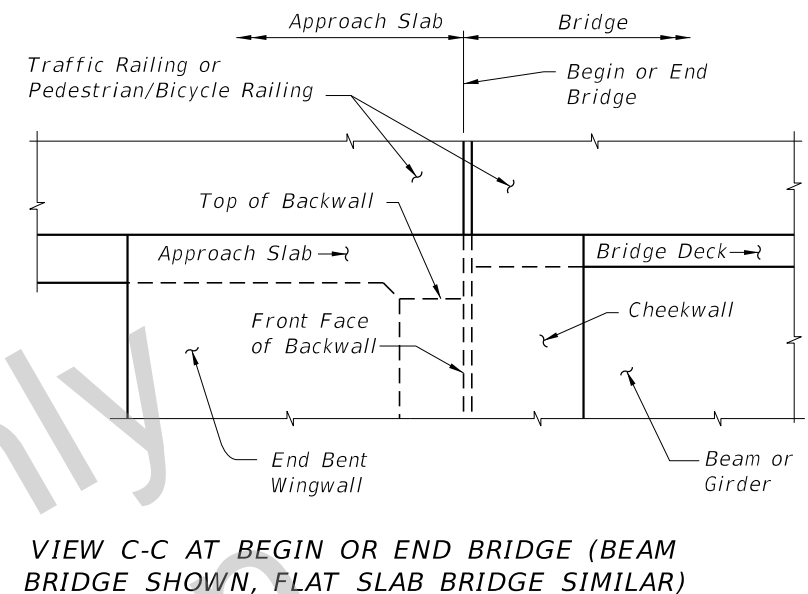 Approach Slab
Bridge
Traffic Railing or
Pedestrian/Bicycle Railing
Begin or End
Bridge
Top of Backwall
Approach Slab
Bridge Deck
Front Face
of Backwall
Cheekwall
End Bent
Wingwall
Beam or
Girder
VIEW C-C AT BEGIN OR END BRIDGE (BEAM
BRIDGE SHOWN, FLAT SLAB BRIDGE SIMILAR)